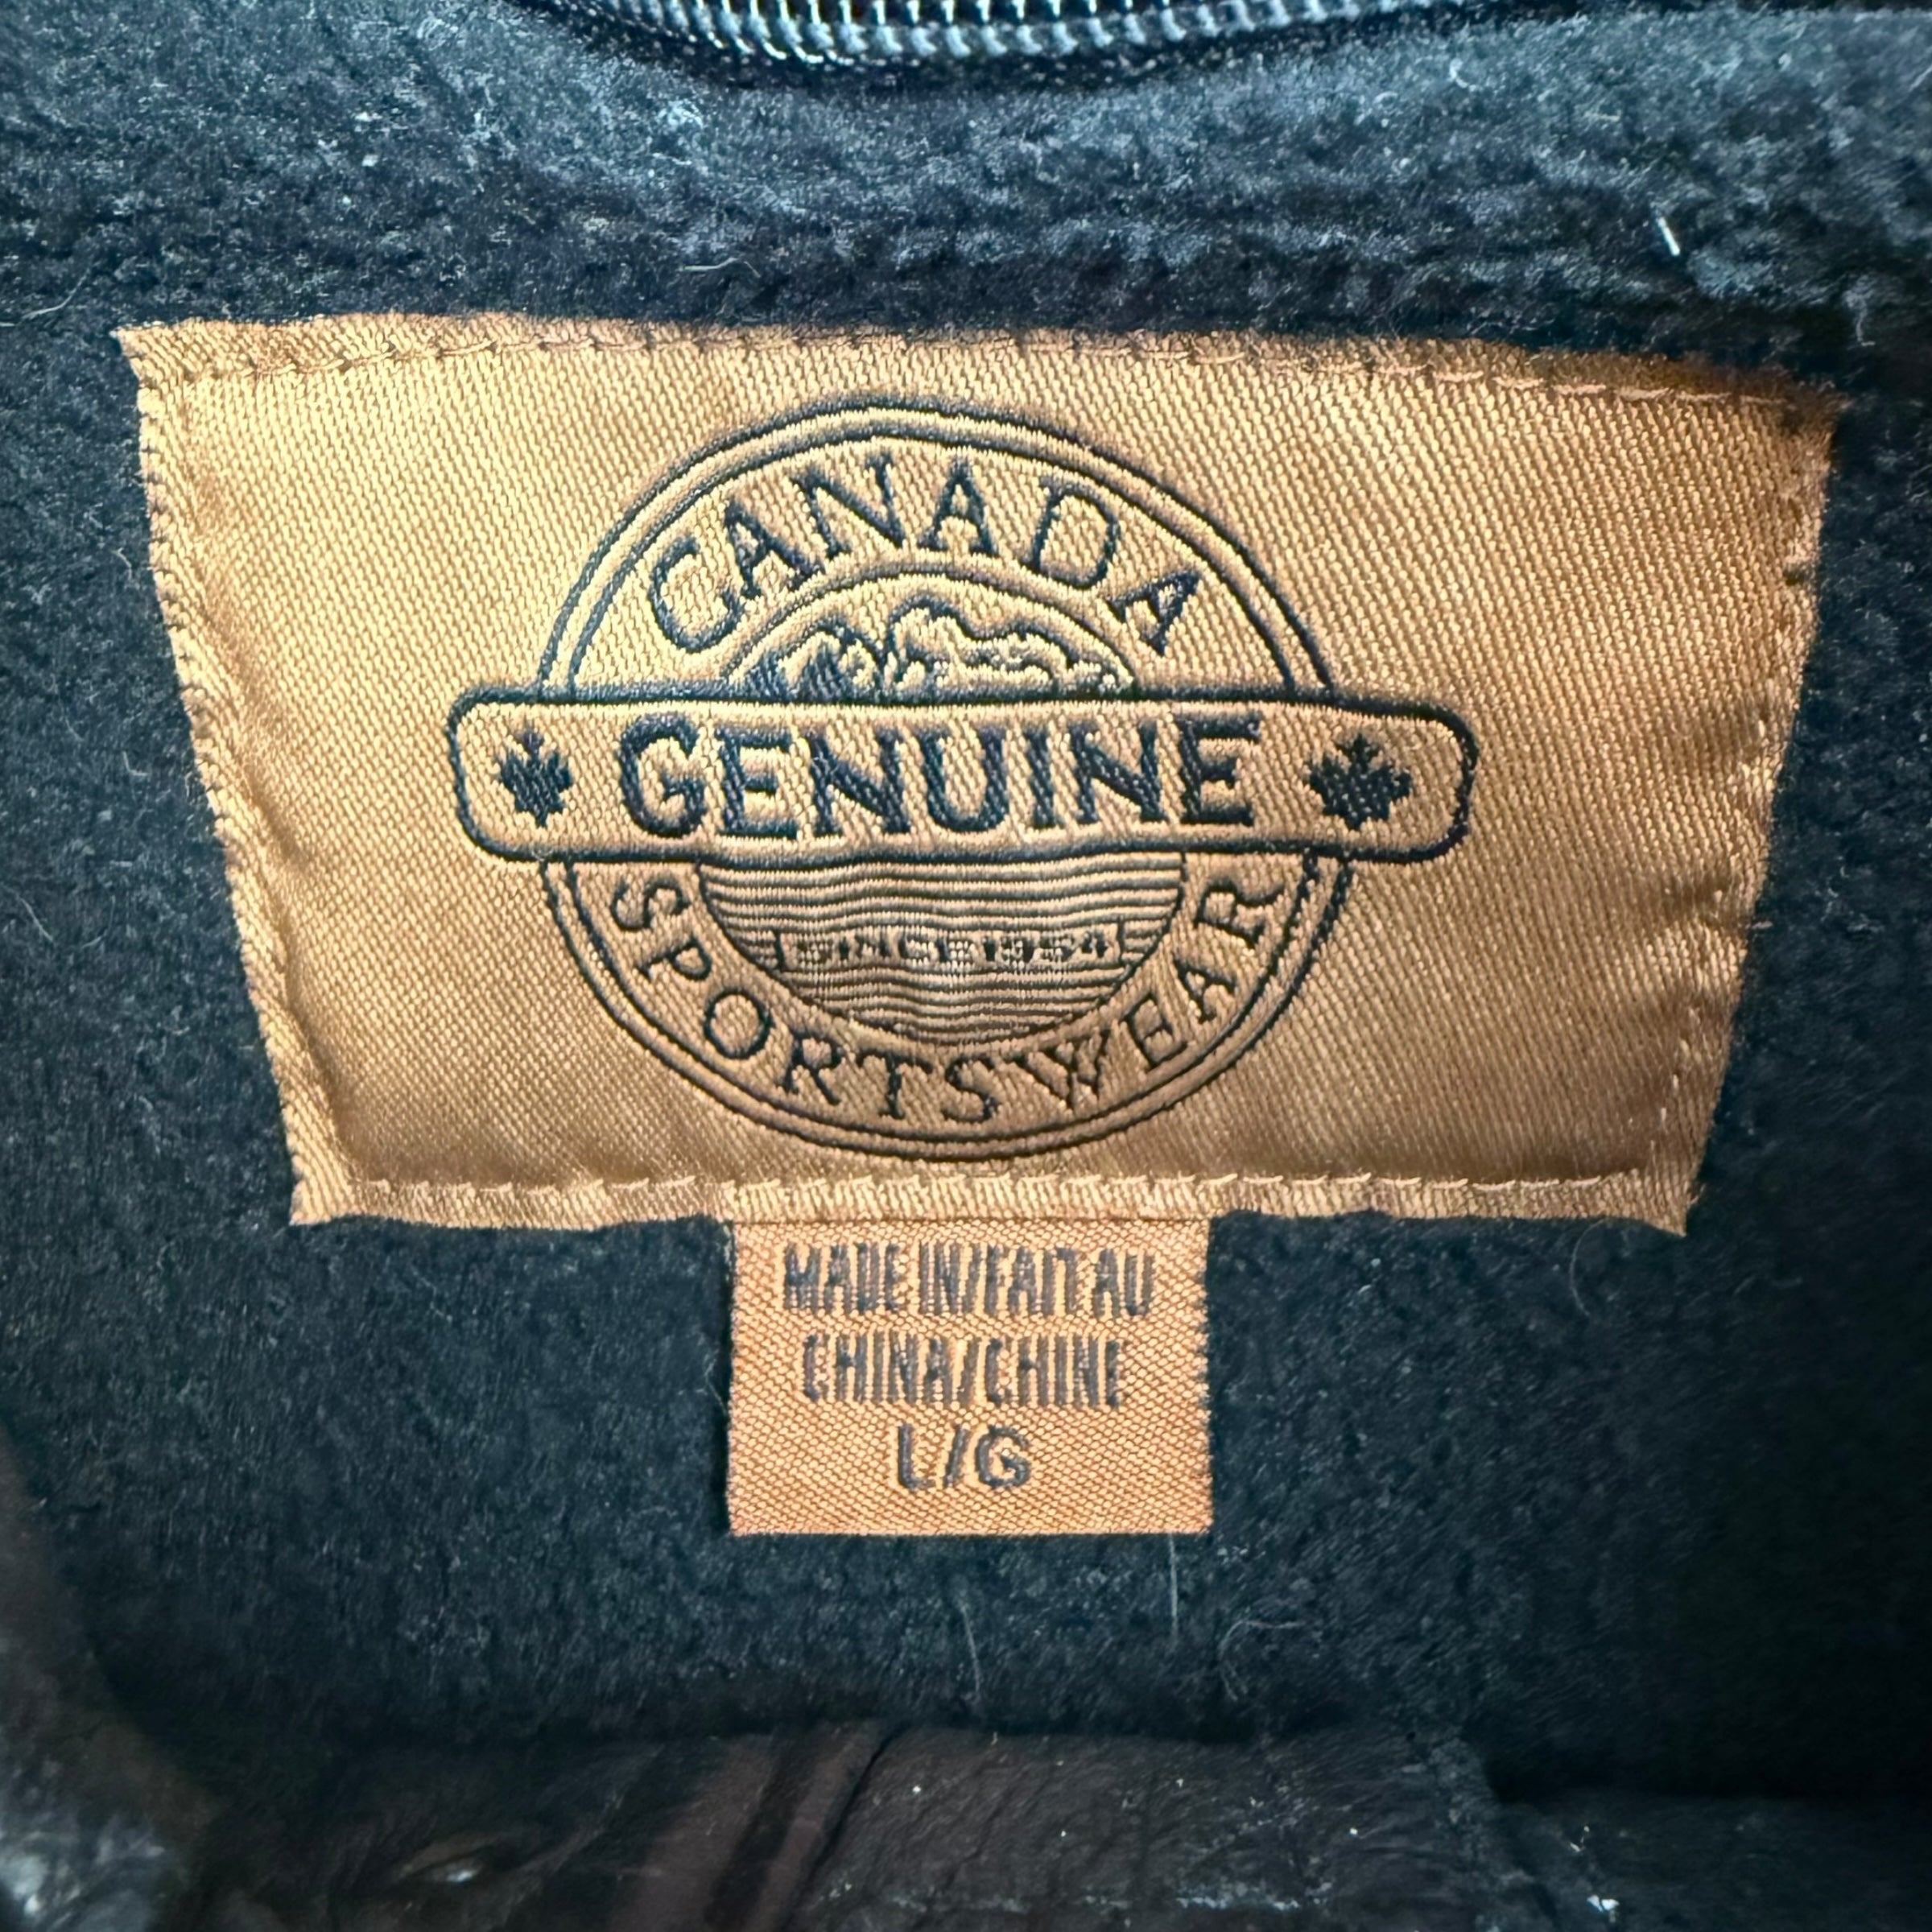 CANADA
GENUINE
SINCE 1954
SPORTSWEAR
MADE IN/FAIT AU
CHINA/CHINE
L/G